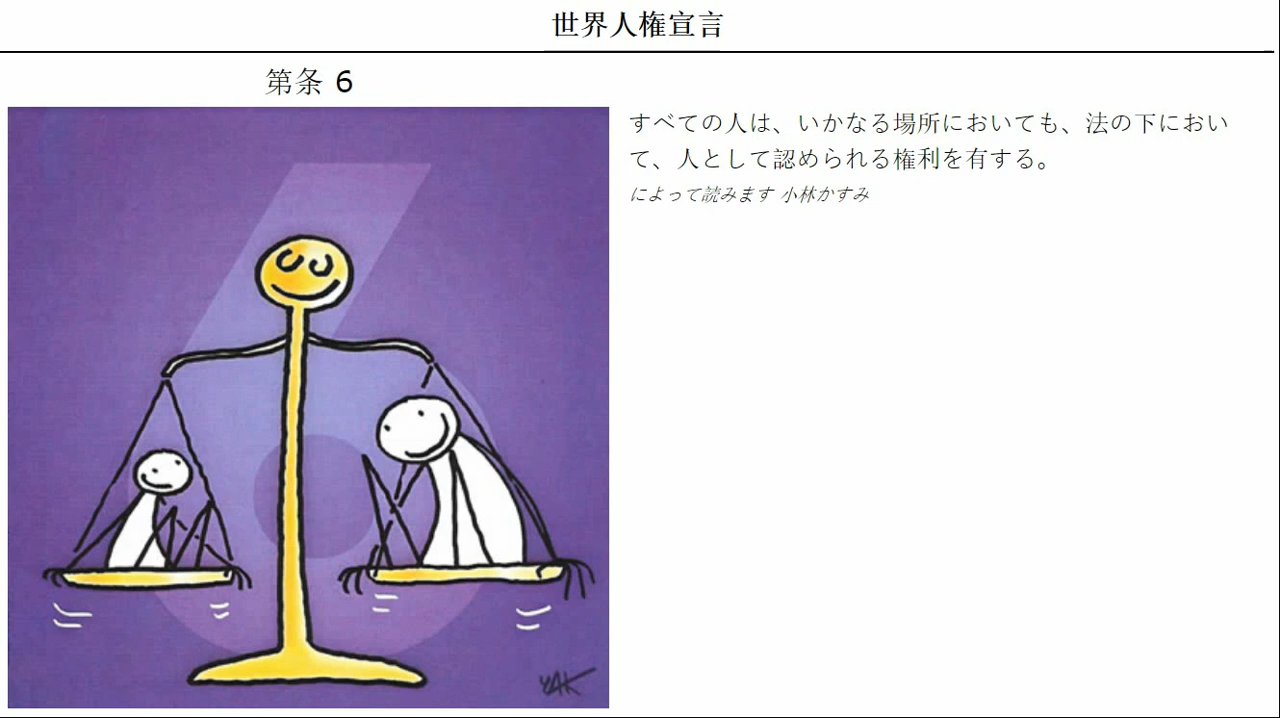 世界人権宣言
第条 6
すべての人は、いかなる場所においても、法の下におい
て、人として認められる権利を有する。
によって読みます 小林かすみ
6
YAK